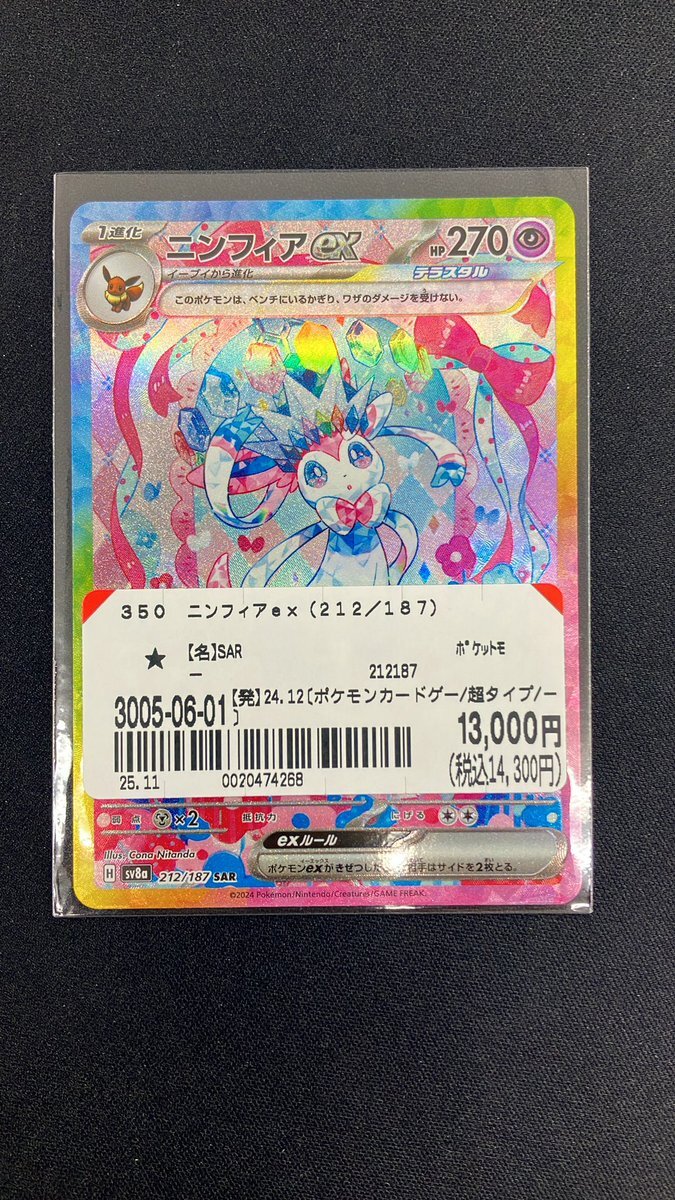 1進化
ニンフィアex
HP270
イーブイから進化
テラスタル
このポケモンは、ベンチにいるかぎり、ワザのダメージを受けない。
350 ニンフィアex(212/187)
★ 【名】SAR ポケットモ
ー 212187
3005-06-01 【発】24.12〔ポケモンカードゲー/超タイプ/ー
〕
13,000円
(税込14,300円)
25.11 0020474268
弱点 ×2 抵抗力 にげる
exルール
Illus. Cona Nitanda
ポケモンexがきぜつした 手はサイドを2枚とる。
H sv8a 212/187 SAR
©2024 Pokémon/Nintendo/Creatures/GAME FREAK.